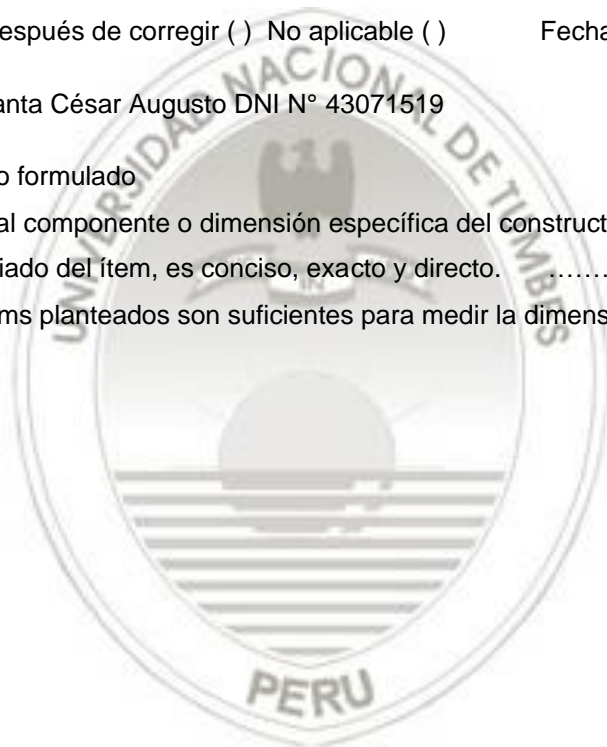 espués de corregir ( ) No aplicable ( ) Fecha
anta César Augusto DNI N° 43071519
o formulado
al componente o dimensión específica del construct
iado del ítem, es conciso, exacto y directo. …….
ms planteados son suficientes para medir la dimens
UNIVERSIDAD NACIONAL DE TUMBES
PERU